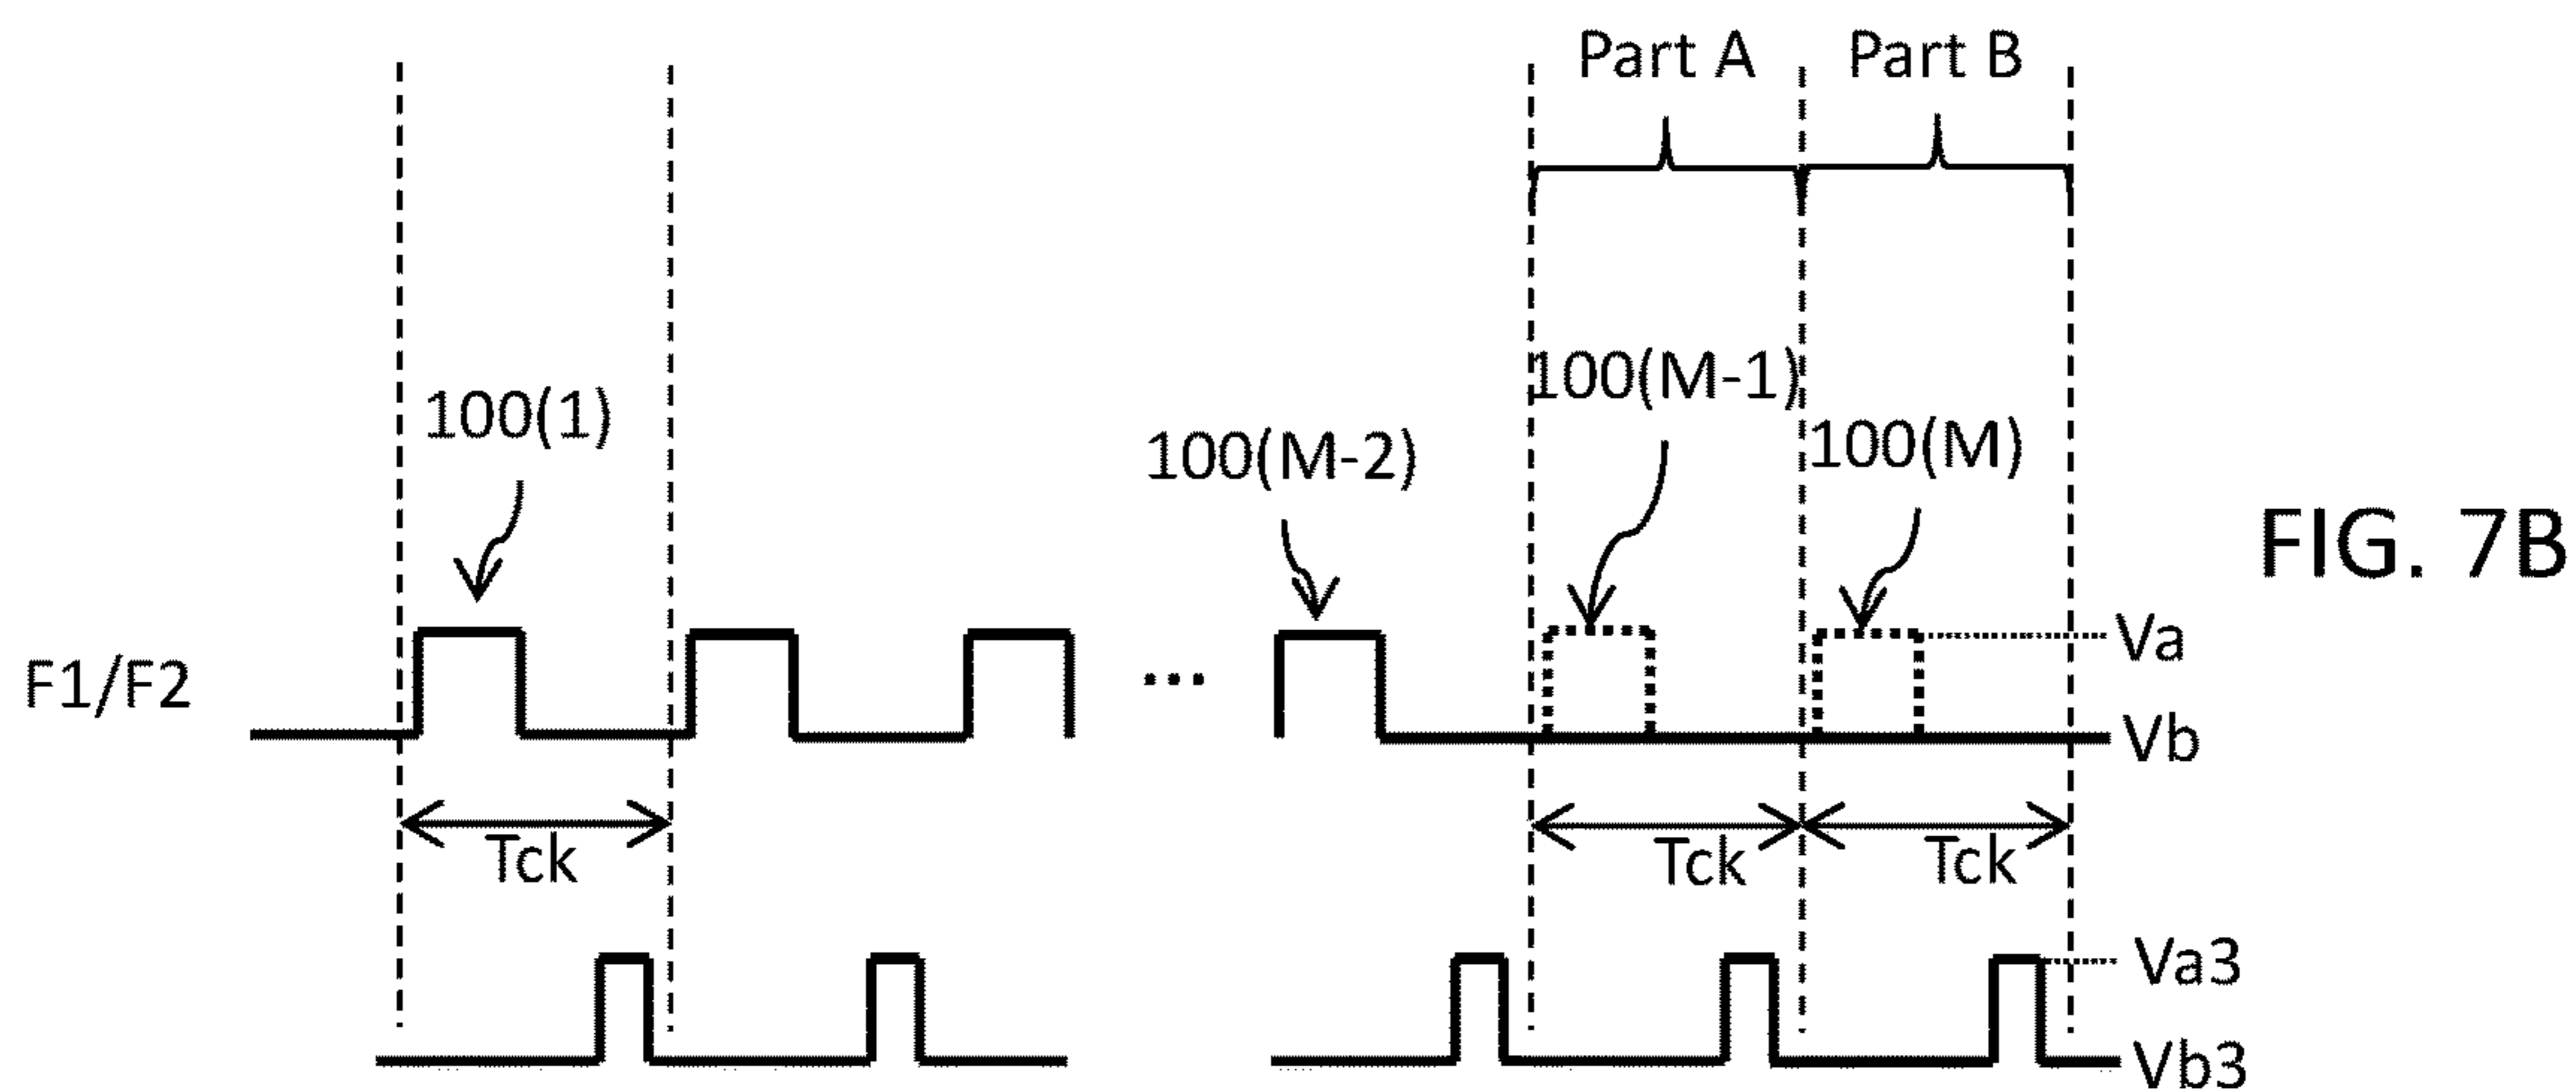 Part A Part B
100(1)
100(M-2)
100(M-1)
100(M)
FIG. 7B
F1/F2
...
Va
Vb
Tck
Tck
Tck
Va3
Vb3